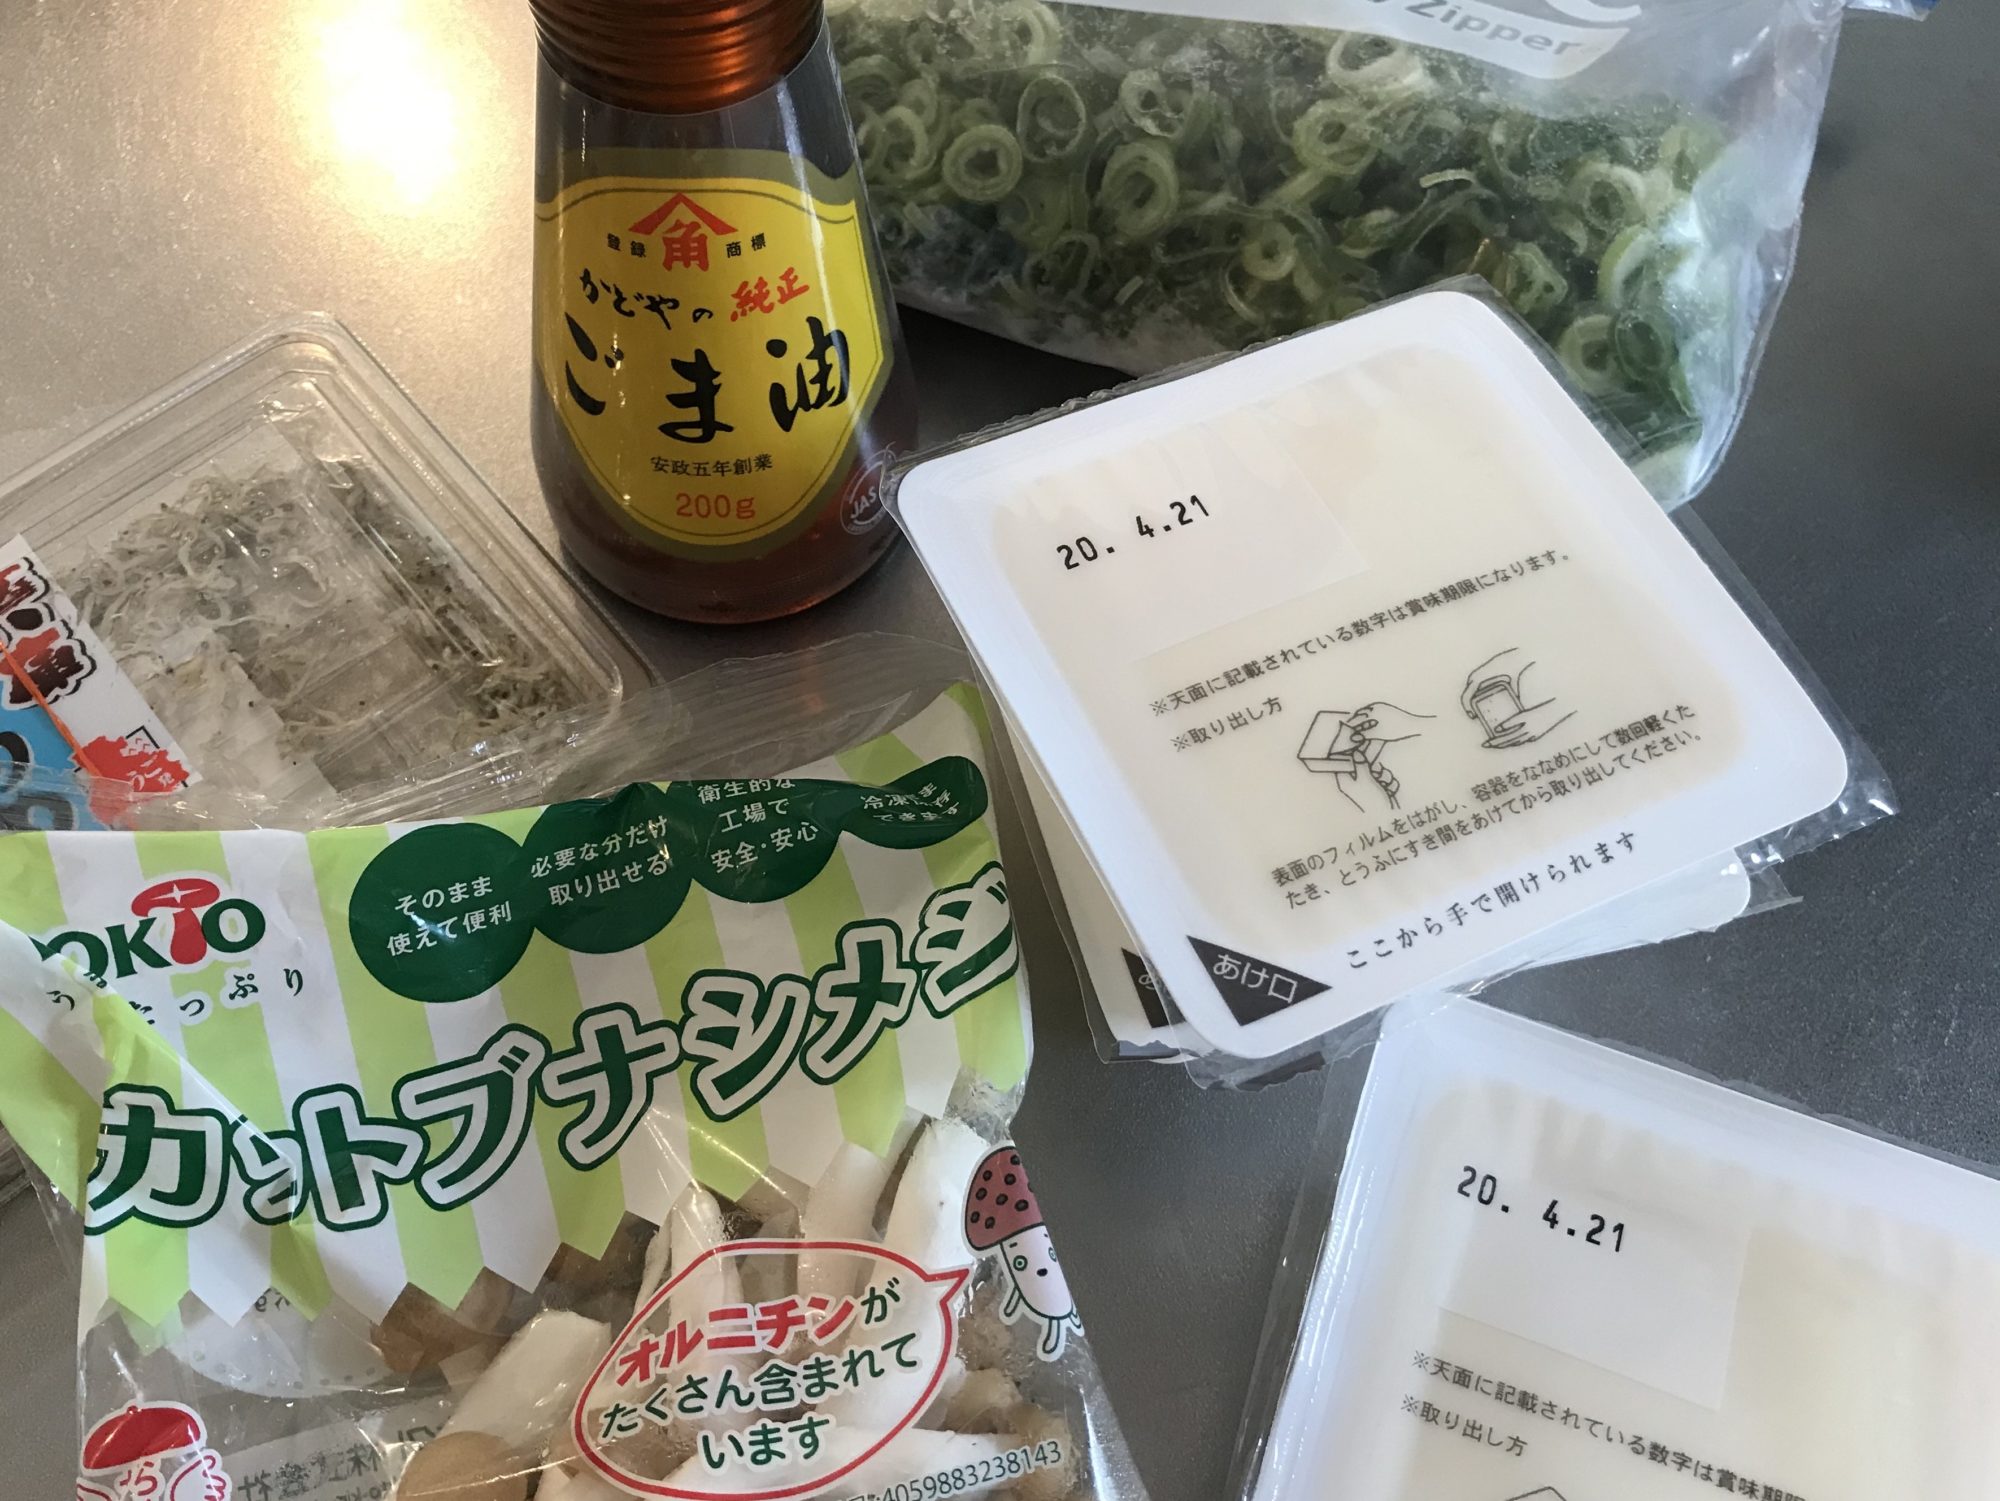 Zipper
登録 角 商標
かどやの 純正
ごま油
安政五年創業
200g
JAS
20. 4.21
※天面に記載されている数字は賞味期限になります。
※取り出し方
表面のフィルムをはがし、容器をななめにして数回軽くた
たき、とうふにすき間をあけてから取り出してください。
ここから手で開けられます
あけ口
そのまま
使えて便利
必要な分だけ
取り出せる
衛生的な
工場で
安全・安心
たっぷり
カットブナシメジ
オルニチンが
たくさん含まれて
います
4059883238143
20. 4.21
※天面に記載されている数字は賞味期限
※取り出し方